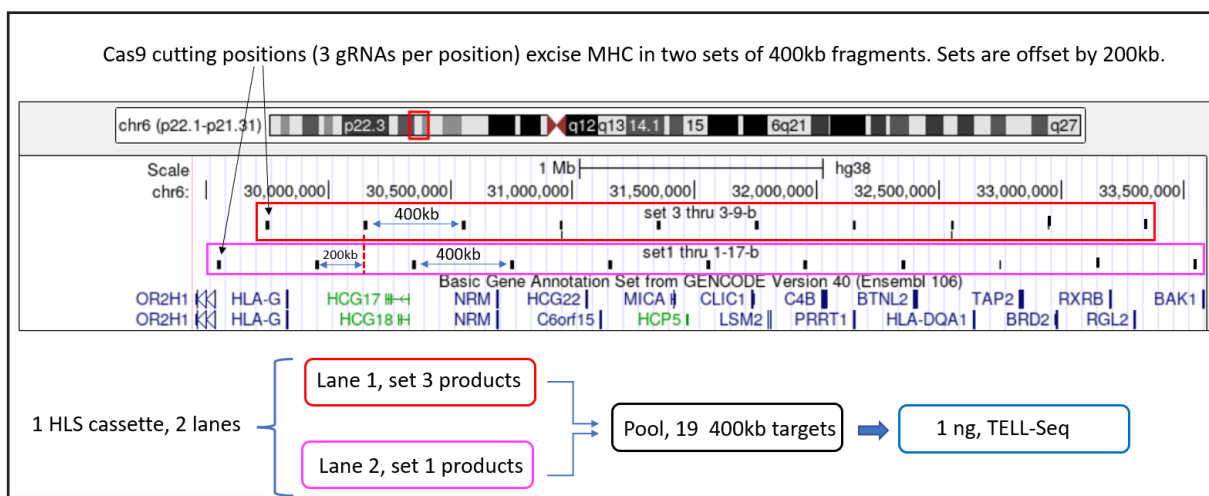 Cas9 cutting positions (3 gRNAs per position) excise MHC in two sets of 400kb fragments. Sets are offset by 200kb.
chr6 (p22.1-p21.31) p22.3 q12 q13 14.1 15 6q21 q27
Scale 1 Mb hg38
chr6: 30,000,000 30,500,000 31,000,000 31,500,000 32,000,000 32,500,000 33,000,000 33,500,000
400kb set 3 thru 3-9-b
200kb 400kb set1 thru 1-17-b
Basic Gene Annotation Set from GENCODE Version 40 (Ensembl 106)
OR2H1 HLA-G HCG17 NRM HCG22 MICA CLIC1 C4B BTNL2 TAP2 RXRB BAK1
OR2H1 HLA-G HCG18 NRM C6orf15 HCP5 LSM2 PRRT1 HLA-DQA1 BRD2 RGL2
Lane 1, set 3 products
1 HLS cassette, 2 lanes
Pool, 19 400kb targets
1 ng, TELL-Seq
Lane 2, set 1 products